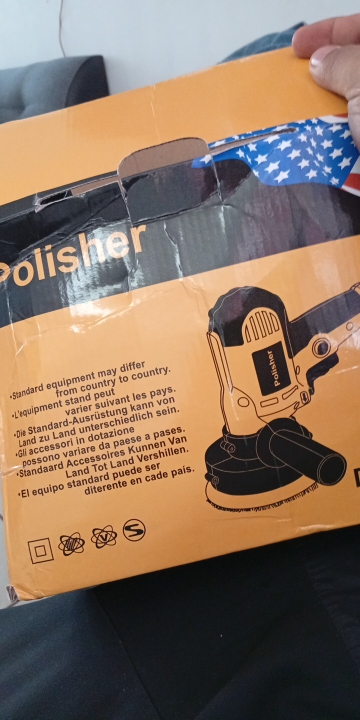 Polisher
Polisher
•Standard equipment may differ
from country to country.
•L'equipment stand peut
varier suivant les pays.
•Die Standard-Ausrüstung kann von
Land zu Land unterschiedlich sein.
•Gli accessori in dotazione
possono variare da paese a pases.
•Standaard Accessoires Kunnen Van
Land Tot Land Vershillen.
•El equipo standard puede ser
diterente en cade pais.
V
S